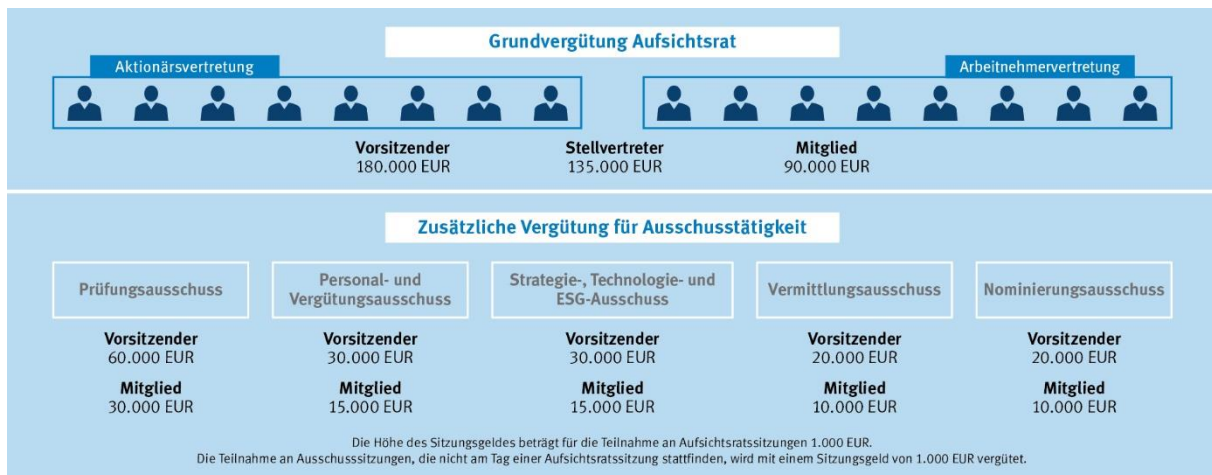 Grundvergütung Aufsichtsrat
Aktionärsvertretung
Arbeitnehmervertretung
Vorsitzender
180.000 EUR
Stellvertreter
135.000 EUR
Mitglied
90.000 EUR
Zusätzliche Vergütung für Ausschusstätigkeit
Prüfungsausschuss
Vorsitzender
60.000 EUR
Mitglied
30.000 EUR
Personal- und
Vergütungsausschuss
Vorsitzender
30.000 EUR
Mitglied
15.000 EUR
Strategie-, Technologie- und
ESG-Ausschuss
Vorsitzender
30.000 EUR
Mitglied
15.000 EUR
Vermittlungsausschuss
Vorsitzender
20.000 EUR
Mitglied
10.000 EUR
Nominierungsausschuss
Vorsitzender
20.000 EUR
Mitglied
10.000 EUR
Die Höhe des Sitzungsgeldes beträgt für die Teilnahme an Aufsichtsratssitzungen 1.000 EUR.
Die Teilnahme an Ausschusssitzungen, die nicht am Tag einer Aufsichtsratssitzung stattfinden, wird mit einem Sitzungsgeld von 1.000 EUR vergütet.